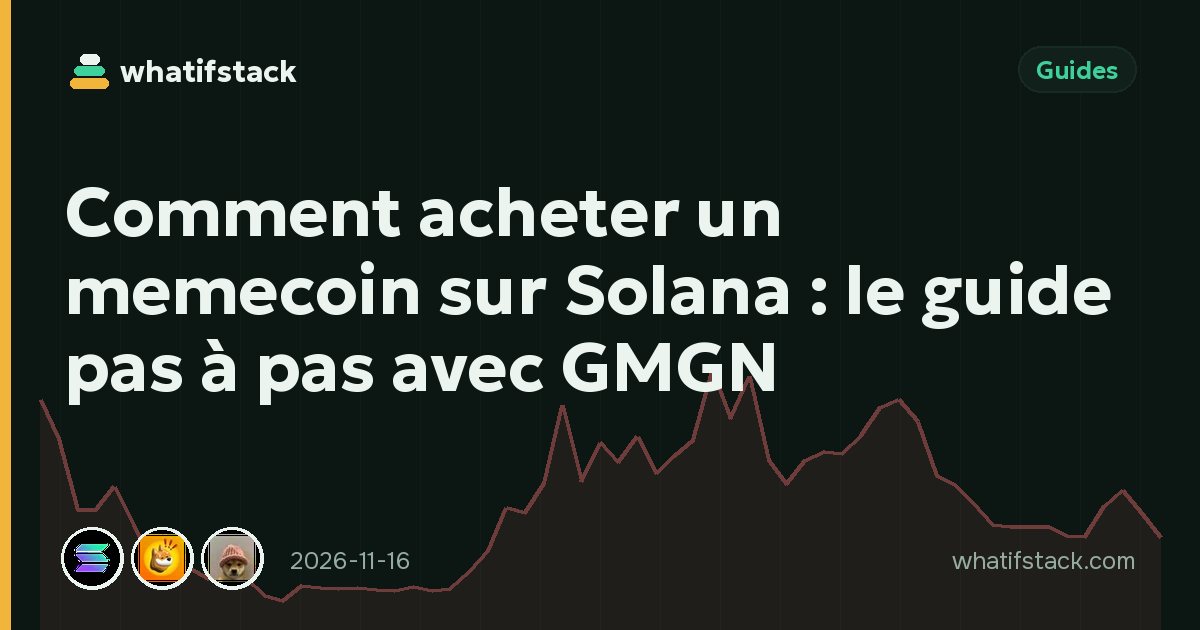 whatifstack
Guides
Comment acheter un
memecoin sur Solana : le guide
pas à pas avec GMGN
2026-11-16
whatifstack.com